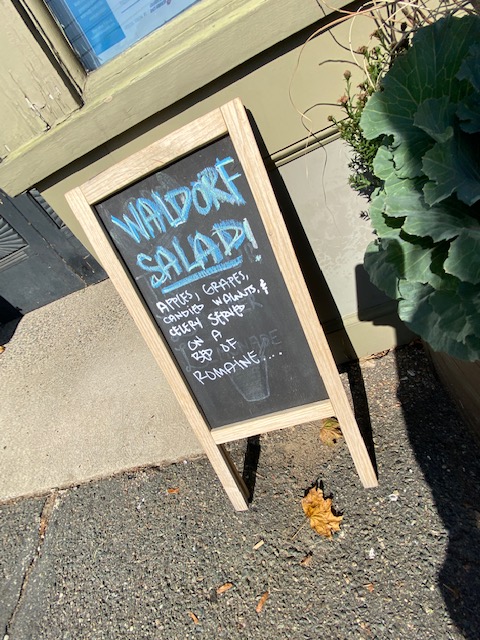 WALDORF
SALAD!
APPLES, GRAPES,
CANDIED WALNUTS, &
CELERY SERVED
ON A
BED OF
ROMAINE....